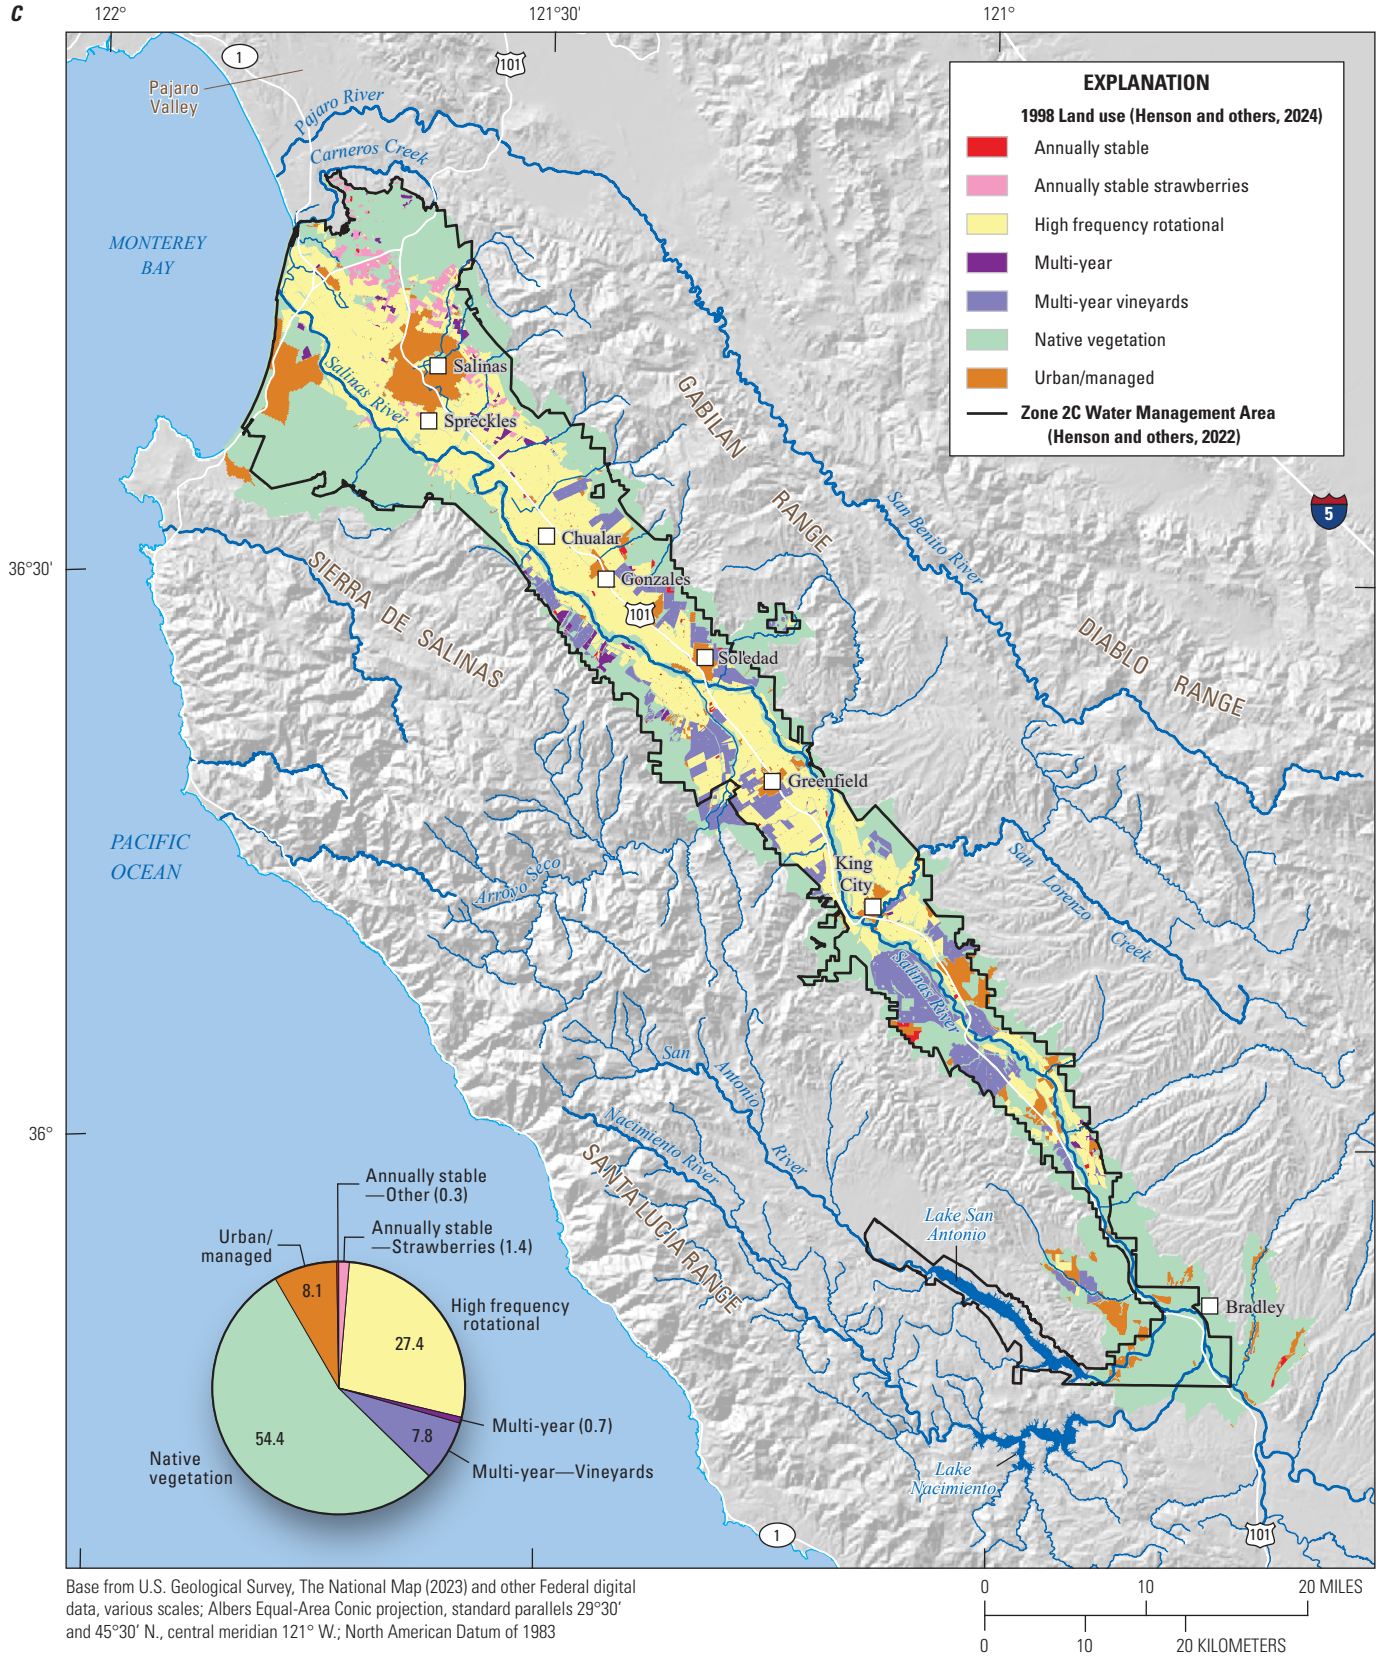 C
122°
121°30'
121°
1
101
Pajaro
Valley
Pajaro River
Carneros Creek
EXPLANATION
1998 Land use (Henson and others, 2024)
Annually stable
Annually stable strawberries
High frequency rotational
Multi-year
Multi-year vineyards
Native vegetation
Urban/managed
Zone 2C Water Management Area
(Henson and others, 2022)
MONTEREY
BAY
Salinas
Salinas River
Spreckles
GABILAN
RANGE
San Benito River
5
Chualar
36°30'
SIERRA DE SALINAS
Gonzales
101
Soledad
DIABLO RANGE
Greenfield
PACIFIC
OCEAN
King
City
San Lorenzo Creek
Arroyo Seco
Salinas River
San Antonio River
Nacimiento River
36°
SANTA LUCIA RANGE
Lake San
Antonio
Bradley
Lake
Nacimiento
101
1
Annually stable
—Other (0.3)
Urban/
managed
Annually stable
—Strawberries (1.4)
8.1
High frequency
rotational
27.4
Multi-year (0.7)
54.4
7.8
Native
vegetation
Multi-year—Vineyards
Base from U.S. Geological Survey, The National Map (2023) and other Federal digital
data, various scales; Albers Equal-Area Conic projection, standard parallels 29°30′
and 45°30′ N., central meridian 121° W.; North American Datum of 1983
0 10 20 MILES
0 10 20 KILOMETERS